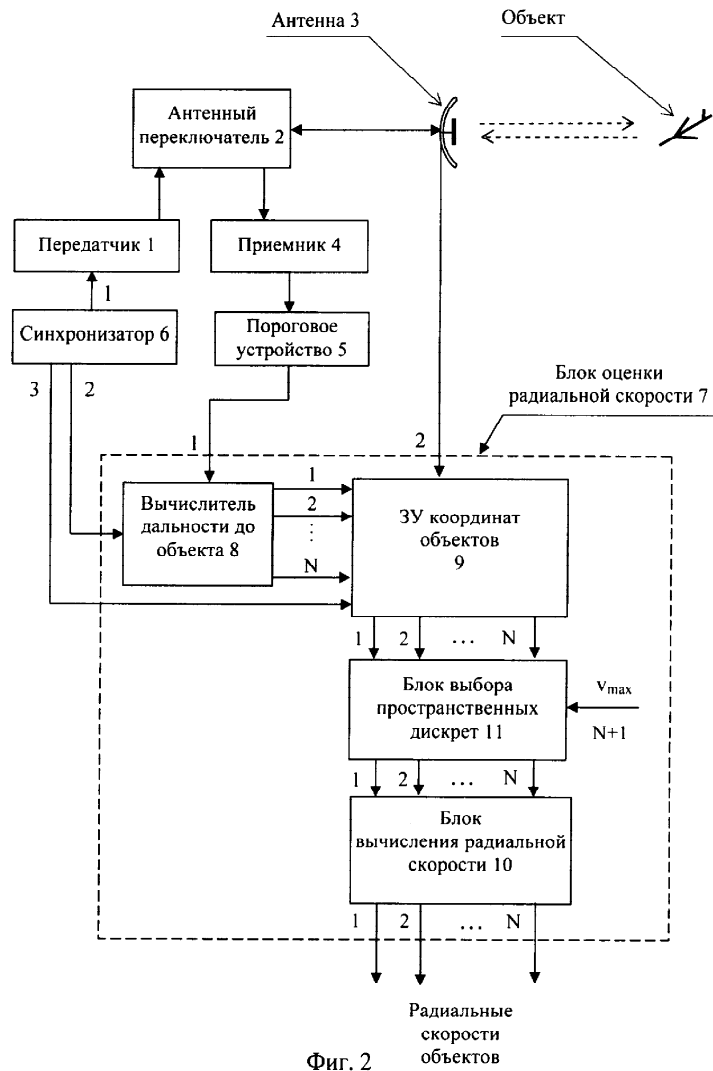 Антенна 3
Объект
Антенный
переключатель 2
Передатчик 1
Приемник 4
1
Синхронизатор 6
Пороговое
устройство 5
3
2
Блок оценки
радиальной скорости 7
1
2
Вычислитель
дальности до
объекта 8
1
2
⋮
N
ЗУ координат
объектов
9
1
2
...
N
Блок выбора
пространственных
дискрет 11
Vmax
N+1
1
2
...
N
Блок
вычисления радиальной
скорости 10
1
2
...
N
Радиальные
скорости
объектов
Фиг. 2